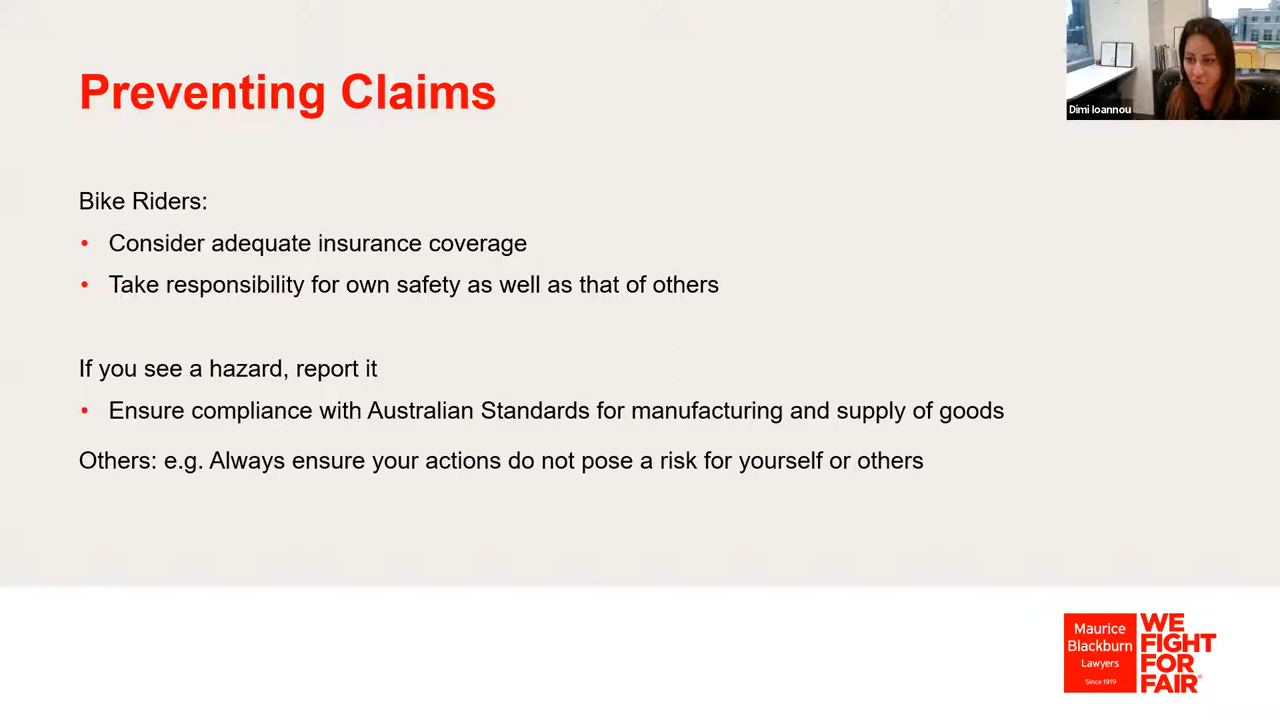 Preventing Claims
Dimi Ioannou
Bike Riders:
• Consider adequate insurance coverage
• Take responsibility for own safety as well as that of others
If you see a hazard, report it
• Ensure compliance with Australian Standards for manufacturing and supply of goods
Others: e.g. Always ensure your actions do not pose a risk for yourself or others
Maurice
Blackburn
Lawyers
Since 1919
WE
FIGHT
FOR
FAIR